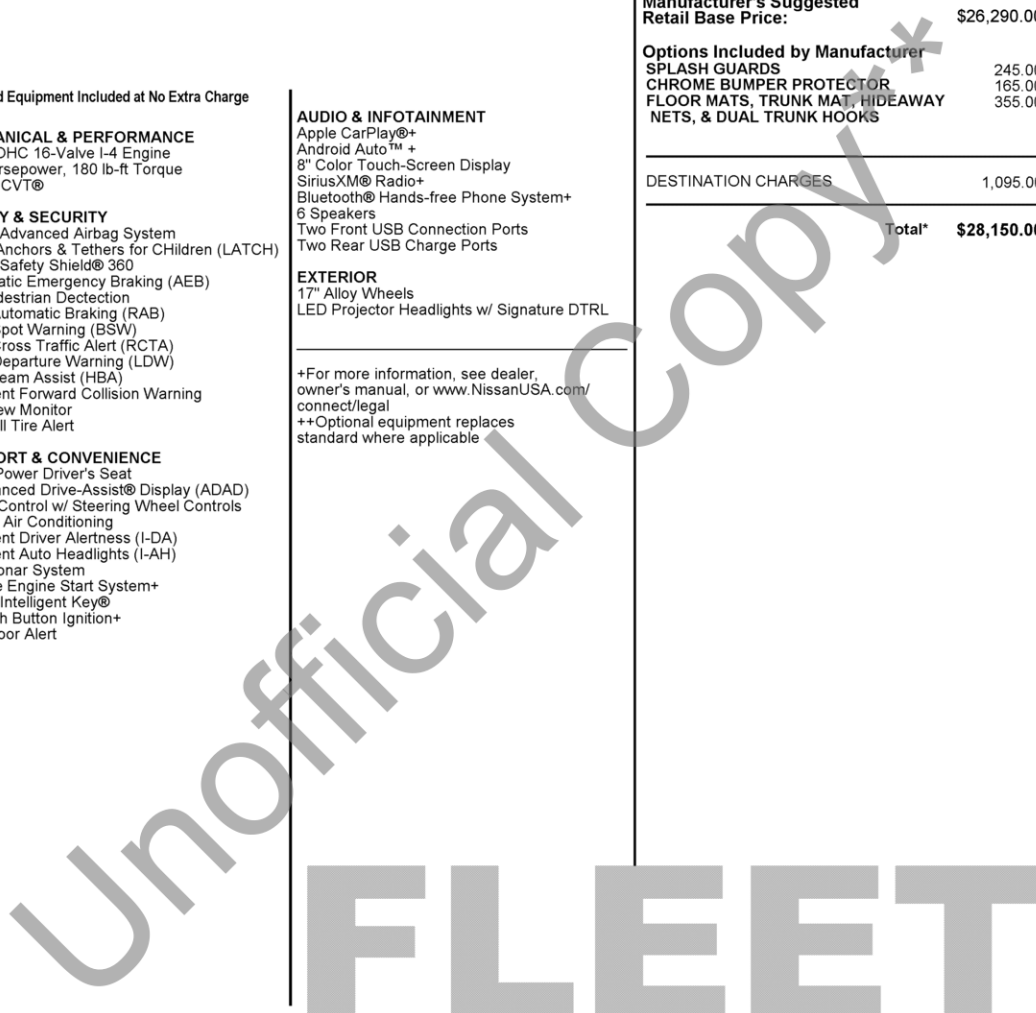 d Equipment Included at No Extra Charge
ANICAL & PERFORMANCE
OHC 16-Valve I-4 Engine
rsepower, 180 lb-ft Torque
CVT®
Y & SECURITY
Advanced Airbag System
Anchors & Tethers for CHildren (LATCH)
Safety Shield® 360
atic Emergency Braking (AEB)
destrian Dectection
utomatic Braking (RAB)
pot Warning (BSW)
ross Traffic Alert (RCTA)
Departure Warning (LDW)
eam Assist (HBA)
ent Forward Collision Warning
ew Monitor
ll Tire Alert
ORT & CONVENIENCE
Power Driver's Seat
anced Drive-Assist® Display (ADAD)
Control w/ Steering Wheel Controls
Air Conditioning
ent Driver Alertness (I-DA)
ent Auto Headlights (I-AH)
onar System
e Engine Start System+
Intelligent Key®
h Button Ignition+
oor Alert
AUDIO & INFOTAINMENT
Apple CarPlay®+
Android Auto™ +
8" Color Touch-Screen Display
SiriusXM® Radio+
Bluetooth® Hands-free Phone System+
6 Speakers
Two Front USB Connection Ports
Two Rear USB Charge Ports
EXTERIOR
17" Alloy Wheels
LED Projector Headlights w/ Signature DTRL
+For more information, see dealer,
owner's manual, or www.NissanUSA.com/
connect/legal
++Optional equipment replaces
standard where applicable
Manufacturer's Suggested
Retail Base Price: $26,290.00
Options Included by Manufacturer
SPLASH GUARDS 245.00
CHROME BUMPER PROTECTOR 165.00
FLOOR MATS, TRUNK MAT, HIDEAWAY 355.00
NETS, & DUAL TRUNK HOOKS
DESTINATION CHARGES 1,095.00
Total* $28,150.00
Unofficial Copy**
FLEET